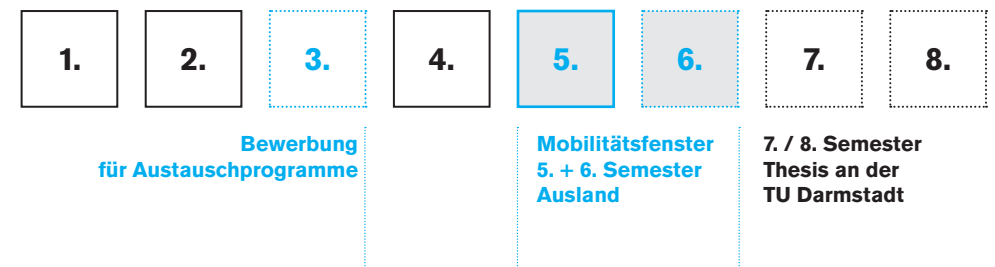 1. 2. 3. 4. 5. 6. 7. 8.
Bewerbung
für Austauschprogramme
Mobilitätsfenster
5. + 6. Semester
Ausland
7. / 8. Semester
Thesis an der
TU Darmstadt